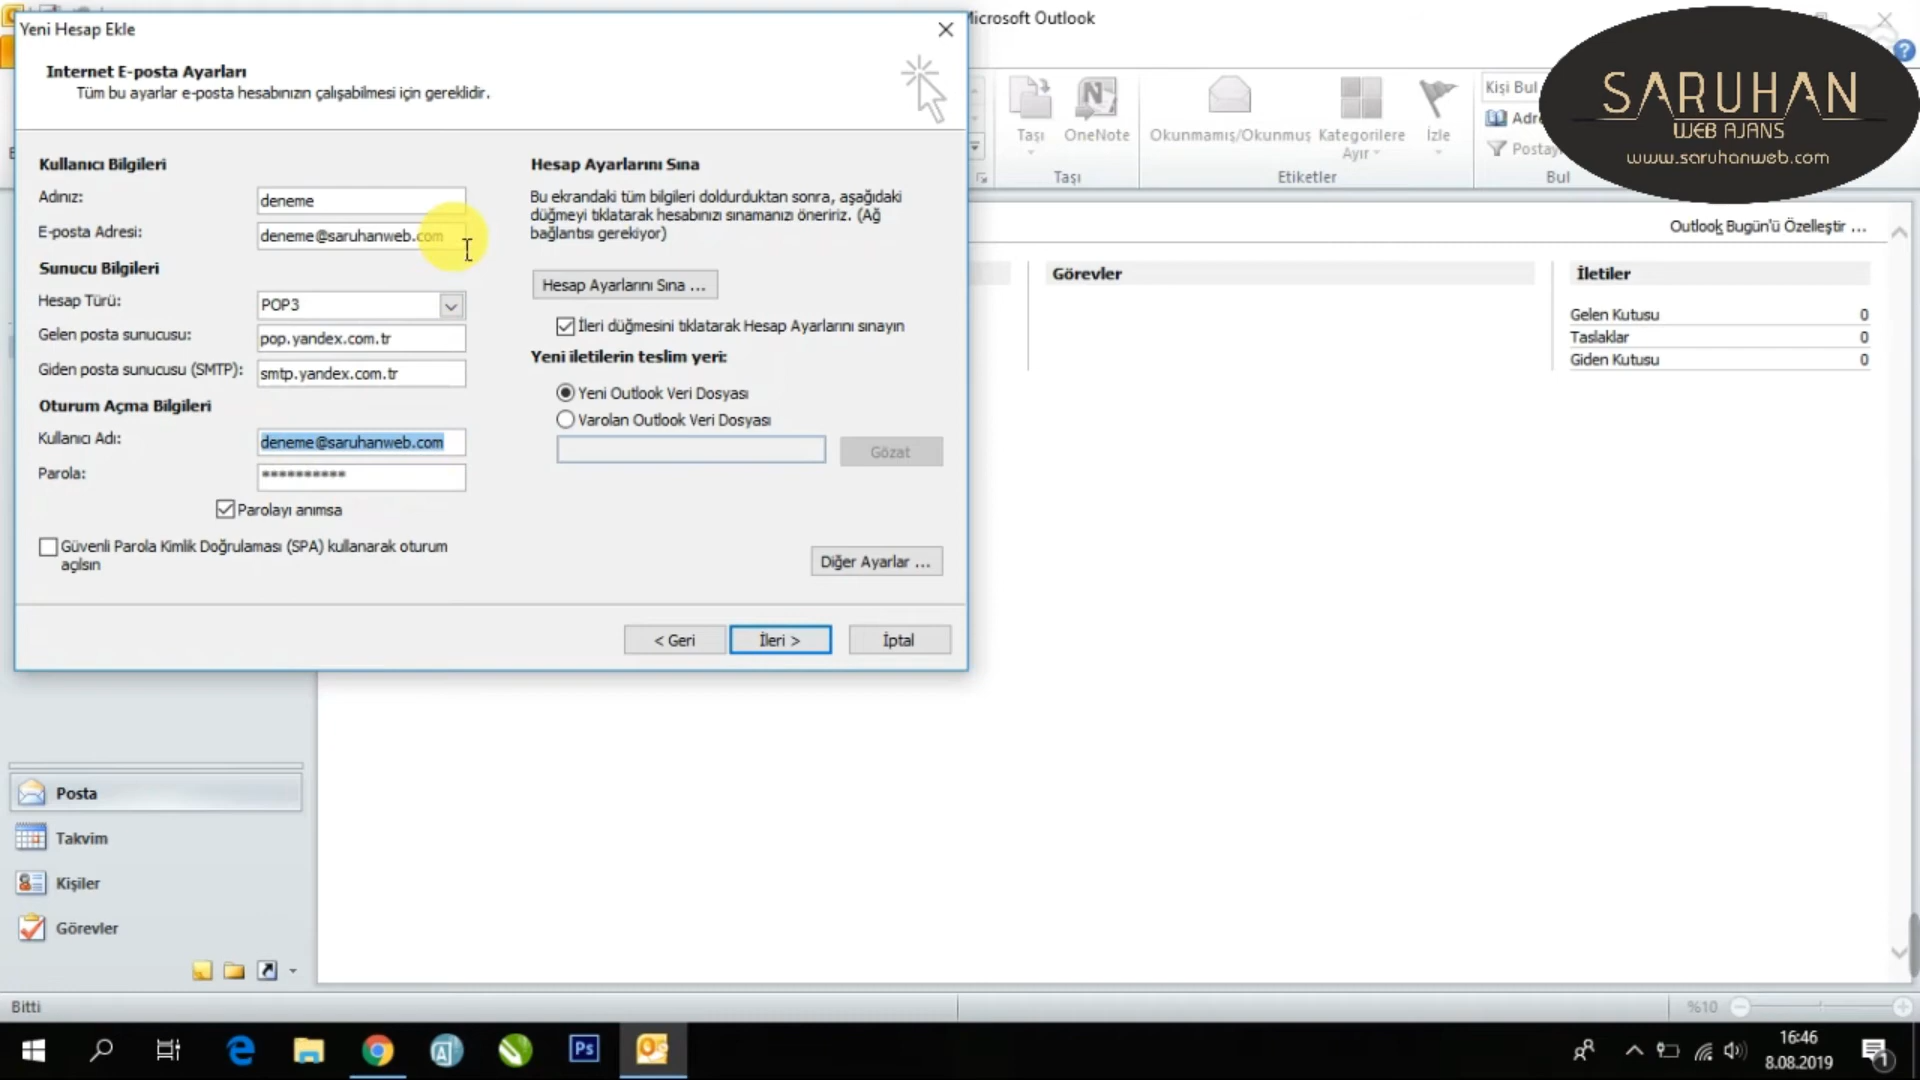 Yeni Hesap Ekle
Microsoft Outlook
Internet E-posta Ayarları
Tüm bu ayarlar e-posta hesabınızın çalışabilmesi için gereklidir.
Kullanıcı Bilgileri
Adınız:
deneme
E-posta Adresi:
deneme@saruhanweb.com
Sunucu Bilgileri
Hesap Türü:
POP3
Gelen posta sunucusu:
pop.yandex.com.tr
Giden posta sunucusu (SMTP):
smtp.yandex.com.tr
Oturum Açma Bilgileri
Kullanıcı Adı:
deneme@saruhanweb.com
Parola:
**********
Parolayı anımsa
Güvenli Parola Kimlik Doğrulaması (SPA) kullanarak oturum
açılsın
Hesap Ayarlarını Sına
Bu ekrandaki tüm bilgileri doldurduktan sonra, aşağıdaki
düğmeyi tıklatarak hesabınızı sınamanızı öneririz. (Ağ
bağlantısı gerekiyor)
Hesap Ayarlarını Sına ...
İleri düğmesini tıklatarak Hesap Ayarlarını sınayın
Yeni iletilerin teslim yeri:
Yeni Outlook Veri Dosyası
Varolan Outlook Veri Dosyası
Gözat
Diğer Ayarlar ...
< Geri
İleri >
İptal
Taşı
OneNote
Okunmamış/Okunmuş
Kategorilere
Ayır
İzle
Taşı
Etiketler
Kişi Bul
Bul
SARUHAN
WEB AJANS
www.saruhanweb.com
Outlook Bugün'ü Özelleştir ...
Görevler
İletiler
Gelen Kutusu 0
Taslaklar 0
Giden Kutusu 0
Posta
Takvim
Kişiler
Görevler
Bitti
%10
Ps
16:46
8.08.2019
1